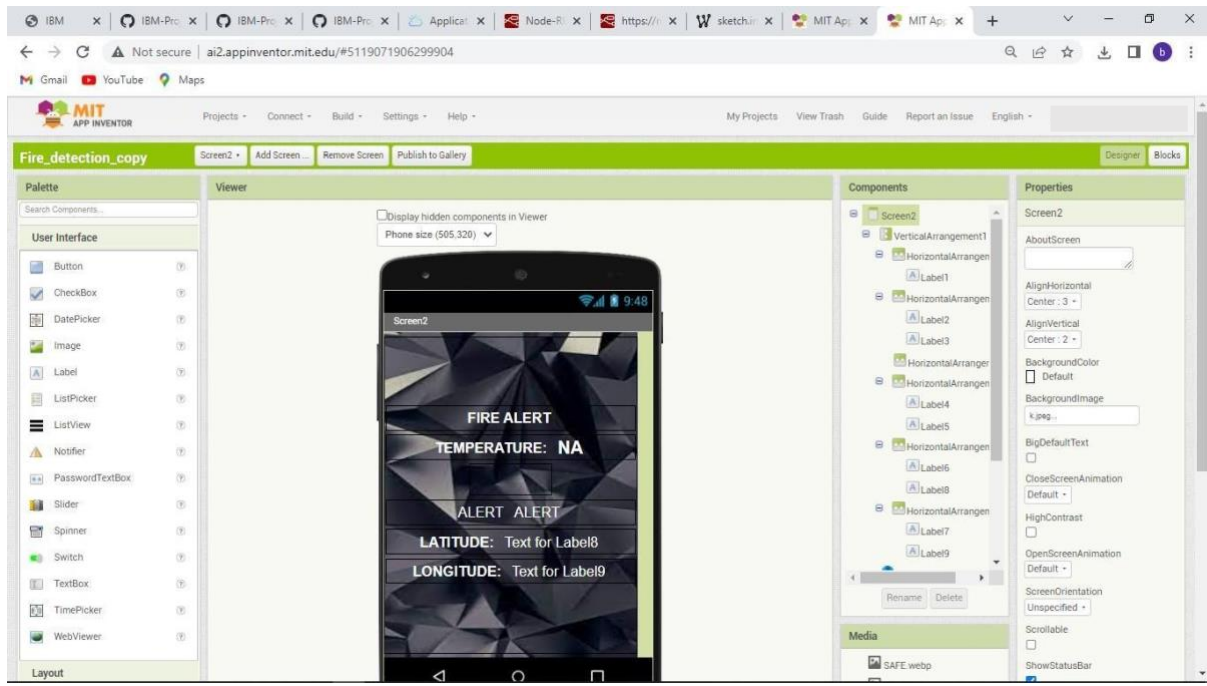 IBM
IBM-Pro
IBM-Pro
IBM-Pro
Applicat
Node-R
https://
sketch.in
MIT Ap
MIT Ap
Not secure | ai2.appinventor.mit.edu/#5119071906299904
b
Gmail YouTube Maps
MIT
APP INVENTOR
Projects Connect Build Settings Help My Projects View Trash Guide Report an Issue English
Fire_detection_copy Screen2 Add Screen ... Remove Screen Publish to Gallery Designer Blocks
Palette
Search Components...
User Interface
Button
CheckBox
DatePicker
Image
Label
ListPicker
ListView
Notifier
PasswordTextBox
Slider
Spinner
Switch
TextBox
TimePicker
WebViewer
Layout
Viewer
Display hidden components in Viewer
Phone size (505,320)
9:48
Screen2
FIRE ALERT
TEMPERATURE: NA
ALERT ALERT
LATITUDE: Text for Label8
LONGITUDE: Text for Label9
Components
Screen2
VerticalArrangement1
HorizontalArrangen
Label1
HorizontalArrangen
Label2
Label3
HorizontalArranger
HorizontalArrangen
Label4
Label5
HorizontalArrangen
Label6
Label8
HorizontalArrangen
Label7
Label9
Rename Delete
Media
SAFE.webp
Properties
Screen2
AboutScreen
AlignHorizontal
Center : 3
AlignVertical
Center : 2
BackgroundColor
Default
BackgroundImage
k.jpeg...
BigDefaultText
CloseScreenAnimation
Default
HighContrast
OpenScreenAnimation
Default
ScreenOrientation
Unspecified
Scrollable
ShowStatusBar